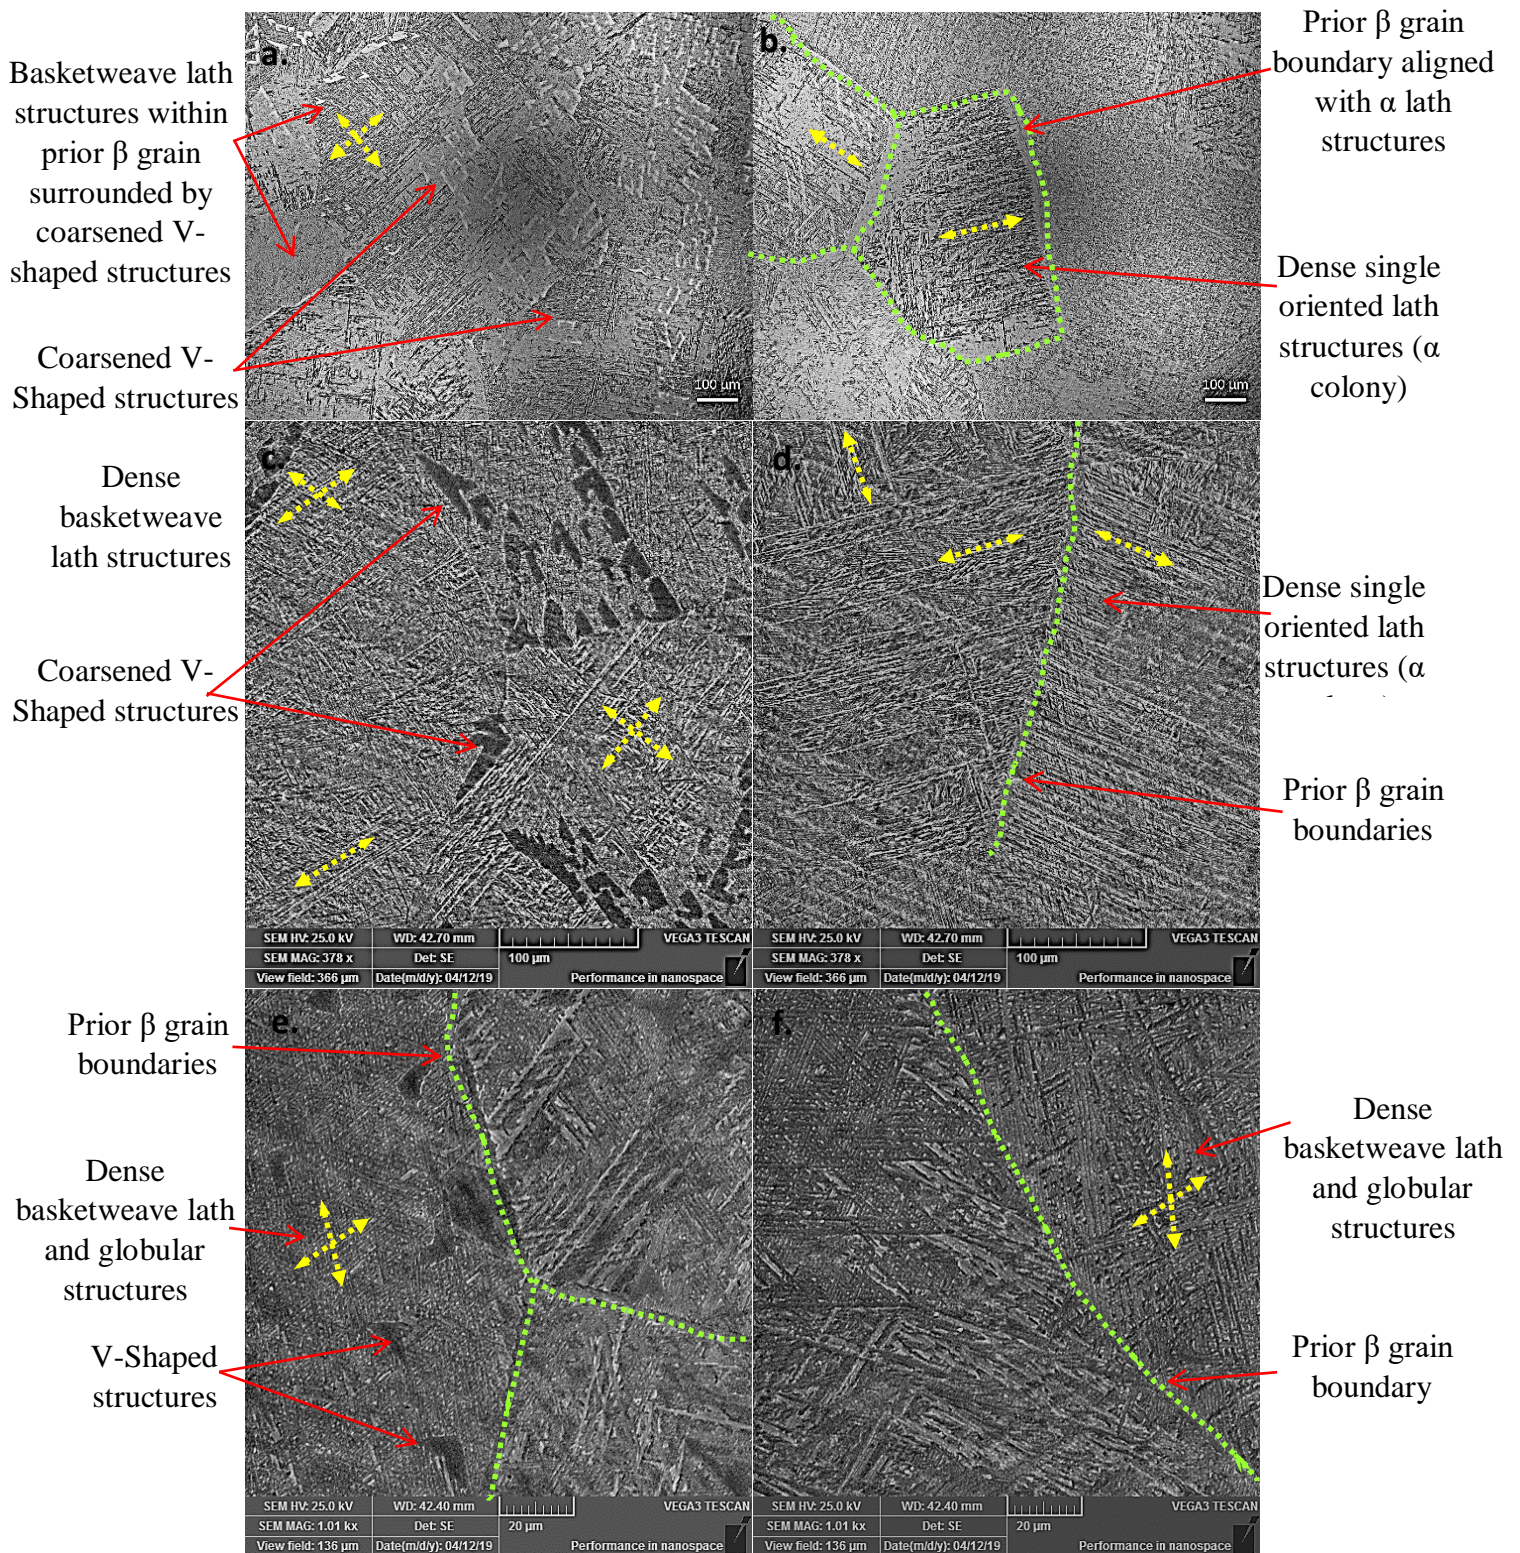 a.
b.
Basketweave lath
structures within
prior β grain
surrounded by
coarsened V-
shaped structures
Coarsened V-
Shaped structures
Prior β grain
boundary aligned
with α lath
structures
Dense single
oriented lath
structures (α
colony)
100 µm
100 µm
c.
d.
Dense
basketweave
lath structures
Coarsened V-
Shaped structures
Dense single
oriented lath
structures (α
Prior β grain
boundaries
SEM HV: 25.0 kV
WD: 42.70 mm
VEGA3 TESCAN
SEM MAG: 378 x
Det: SE
100 µm
View field: 366 µm
Date(m/d/y): 04/12/19
Performance in nanospace
SEM HV: 25.0 kV
WD: 42.70 mm
VEGA3 TESCAN
SEM MAG: 378 x
Det: SE
100 µm
View field: 366 µm
Date(m/d/y): 04/12/19
Performance in nanospace
e.
f.
Prior β grain
boundaries
Dense
basketweave lath
and globular
structures
V-Shaped
structures
Dense
basketweave lath
and globular
structures
Prior β grain
boundary
SEM HV: 25.0 kV
WD: 42.40 mm
VEGA3 TESCAN
SEM MAG: 1.01 kx
Det: SE
20 µm
View field: 136 µm
Date(m/d/y): 04/12/19
Performance in nanospace
SEM HV: 25.0 kV
WD: 42.40 mm
VEGA3 TESCAN
SEM MAG: 1.01 kx
Det: SE
20 µm
View field: 136 µm
Date(m/d/y): 04/12/19
Performance in nanospace